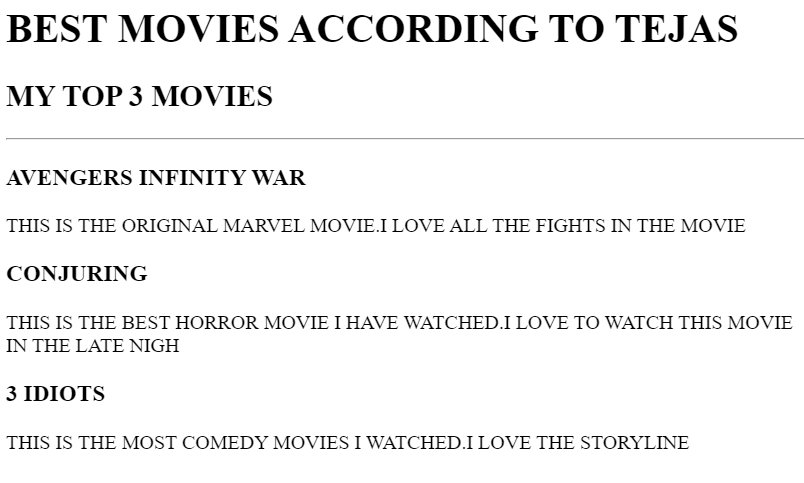 BEST MOVIES ACCORDING TO TEJAS
MY TOP 3 MOVIES
AVENGERS INFINITY WAR
THIS IS THE ORIGINAL MARVEL MOVIE.I LOVE ALL THE FIGHTS IN THE MOVIE
CONJURING
THIS IS THE BEST HORROR MOVIE I HAVE WATCHED.I LOVE TO WATCH THIS MOVIE
IN THE LATE NIGH
3 IDIOTS
THIS IS THE MOST COMEDY MOVIES I WATCHED.I LOVE THE STORYLINE